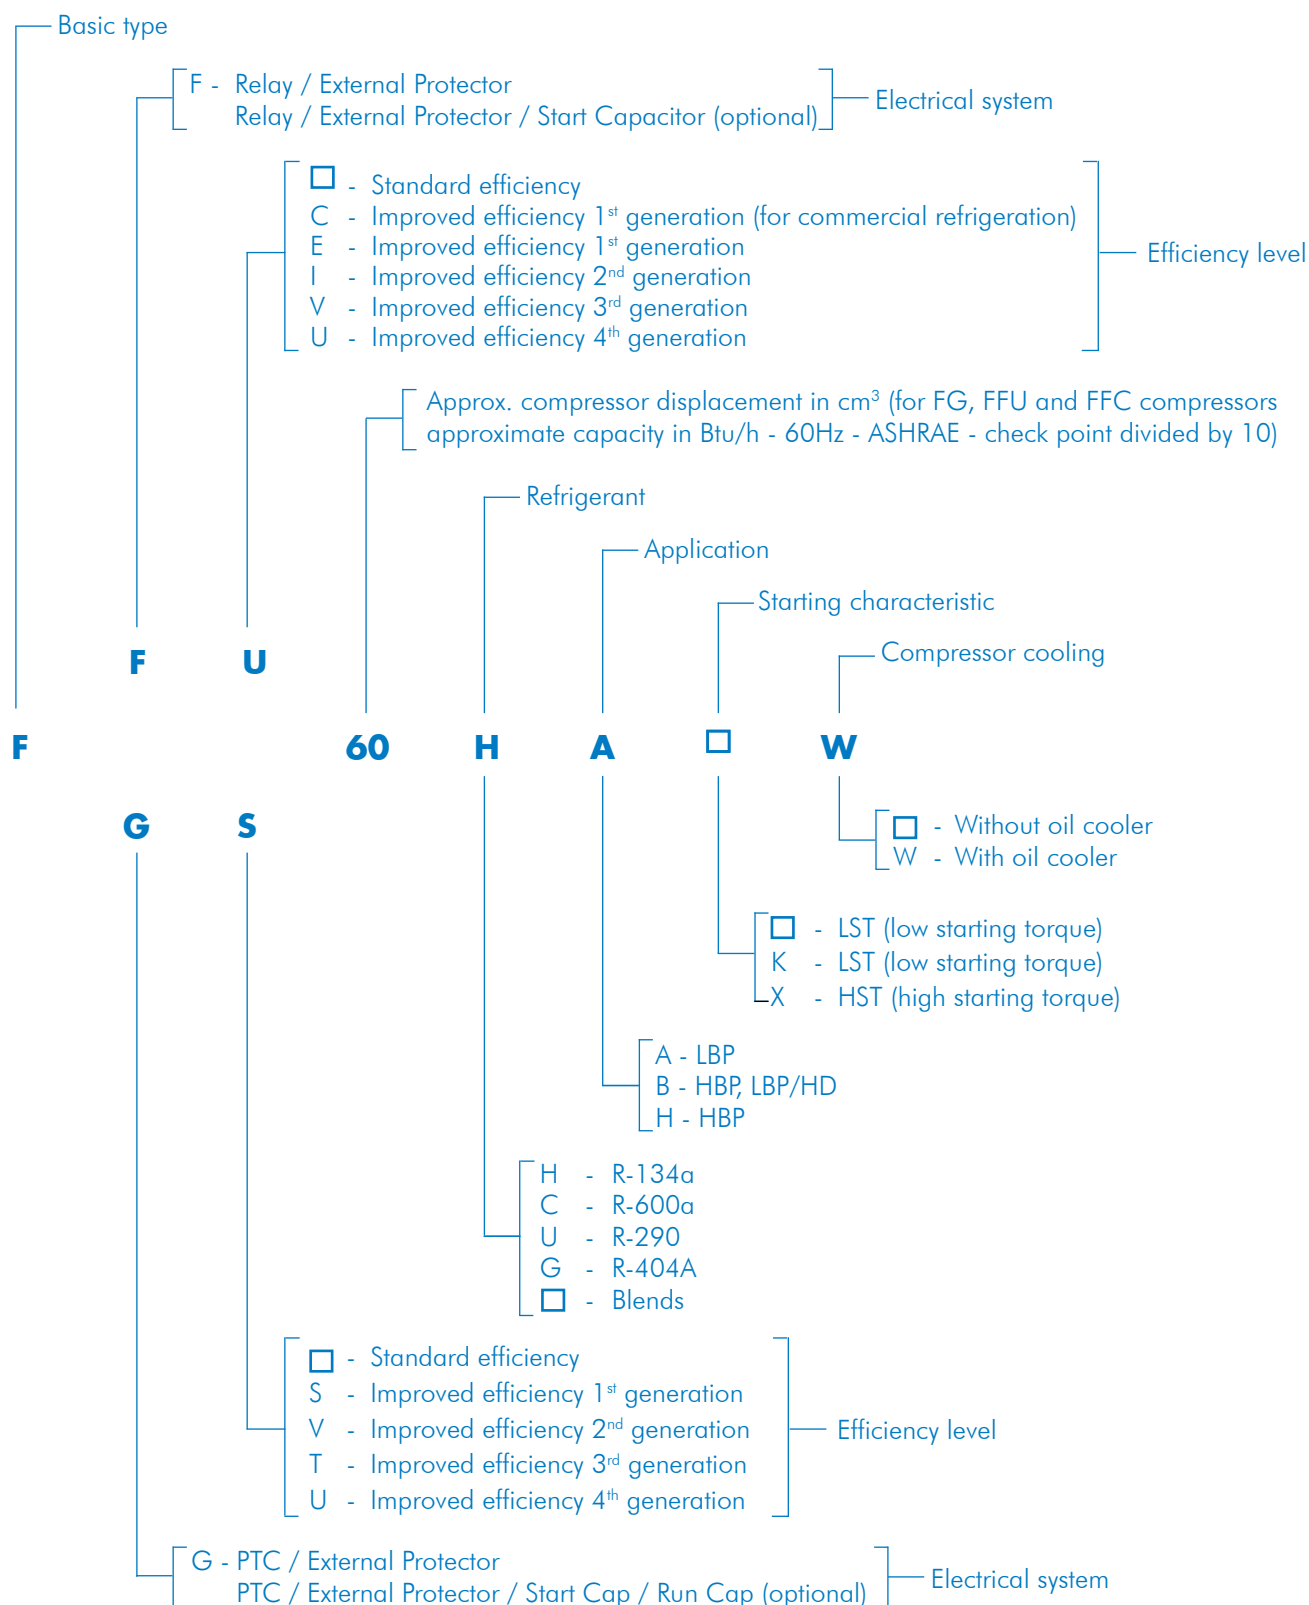 Basic type
F - Relay / External Protector
Relay / External Protector / Start Capacitor (optional)
Electrical system
□ - Standard efficiency
C - Improved efficiency 1st generation (for commercial refrigeration)
E - Improved efficiency 1st generation
I - Improved efficiency 2nd generation
V - Improved efficiency 3rd generation
U - Improved efficiency 4th generation
Efficiency level
Approx. compressor displacement in cm³ (for FG, FFU and FFC compressors
approximate capacity in Btu/h - 60Hz - ASHRAE - check point divided by 10)
Refrigerant
Application
Starting characteristic
Compressor cooling
F U
F 60 H A □ W
G S
□ - Without oil cooler
W - With oil cooler
□ - LST (low starting torque)
K - LST (low starting torque)
X - HST (high starting torque)
A - LBP
B - HBP, LBP/HD
H - HBP
H - R-134a
C - R-600a
U - R-290
G - R-404A
□ - Blends
□ - Standard efficiency
S - Improved efficiency 1st generation
V - Improved efficiency 2nd generation
T - Improved efficiency 3rd generation
U - Improved efficiency 4th generation
Efficiency level
G - PTC / External Protector
PTC / External Protector / Start Cap / Run Cap (optional)
Electrical system